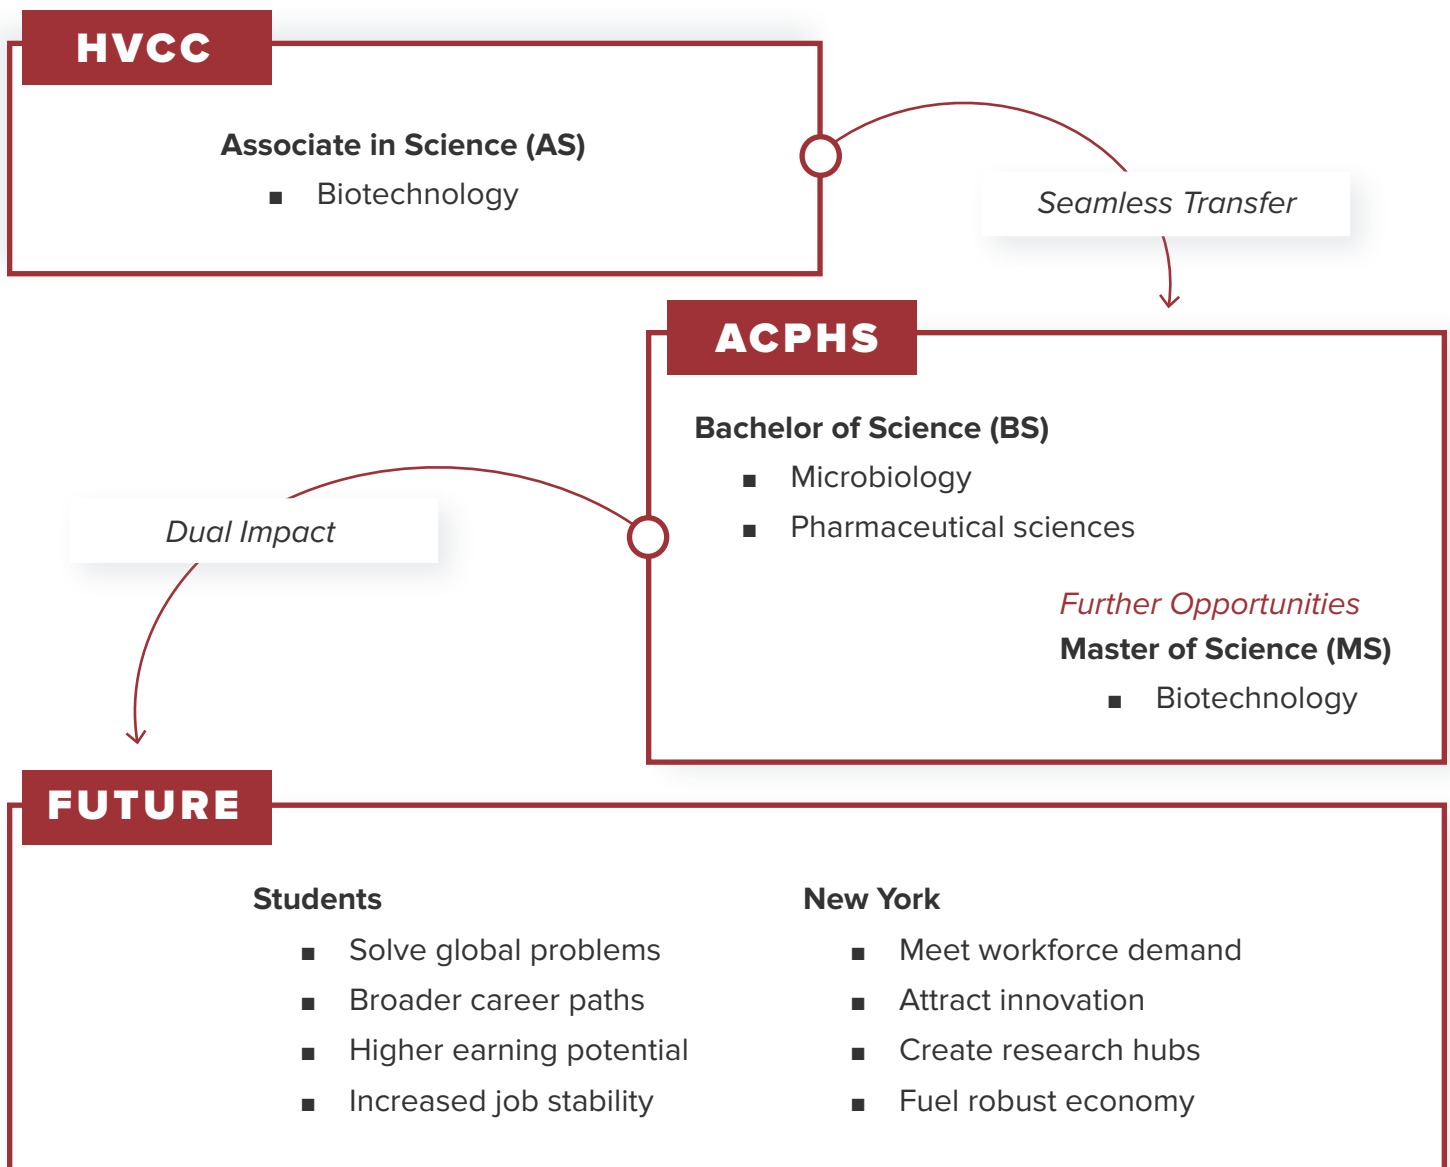 HVCC
Associate in Science (AS)
▪ Biotechnology
Seamless Transfer
ACPHS
Bachelor of Science (BS)
▪ Microbiology
▪ Pharmaceutical sciences
Further Opportunities
Master of Science (MS)
▪ Biotechnology
Dual Impact
FUTURE
Students
▪ Solve global problems
▪ Broader career paths
▪ Higher earning potential
▪ Increased job stability
New York
▪ Meet workforce demand
▪ Attract innovation
▪ Create research hubs
▪ Fuel robust economy